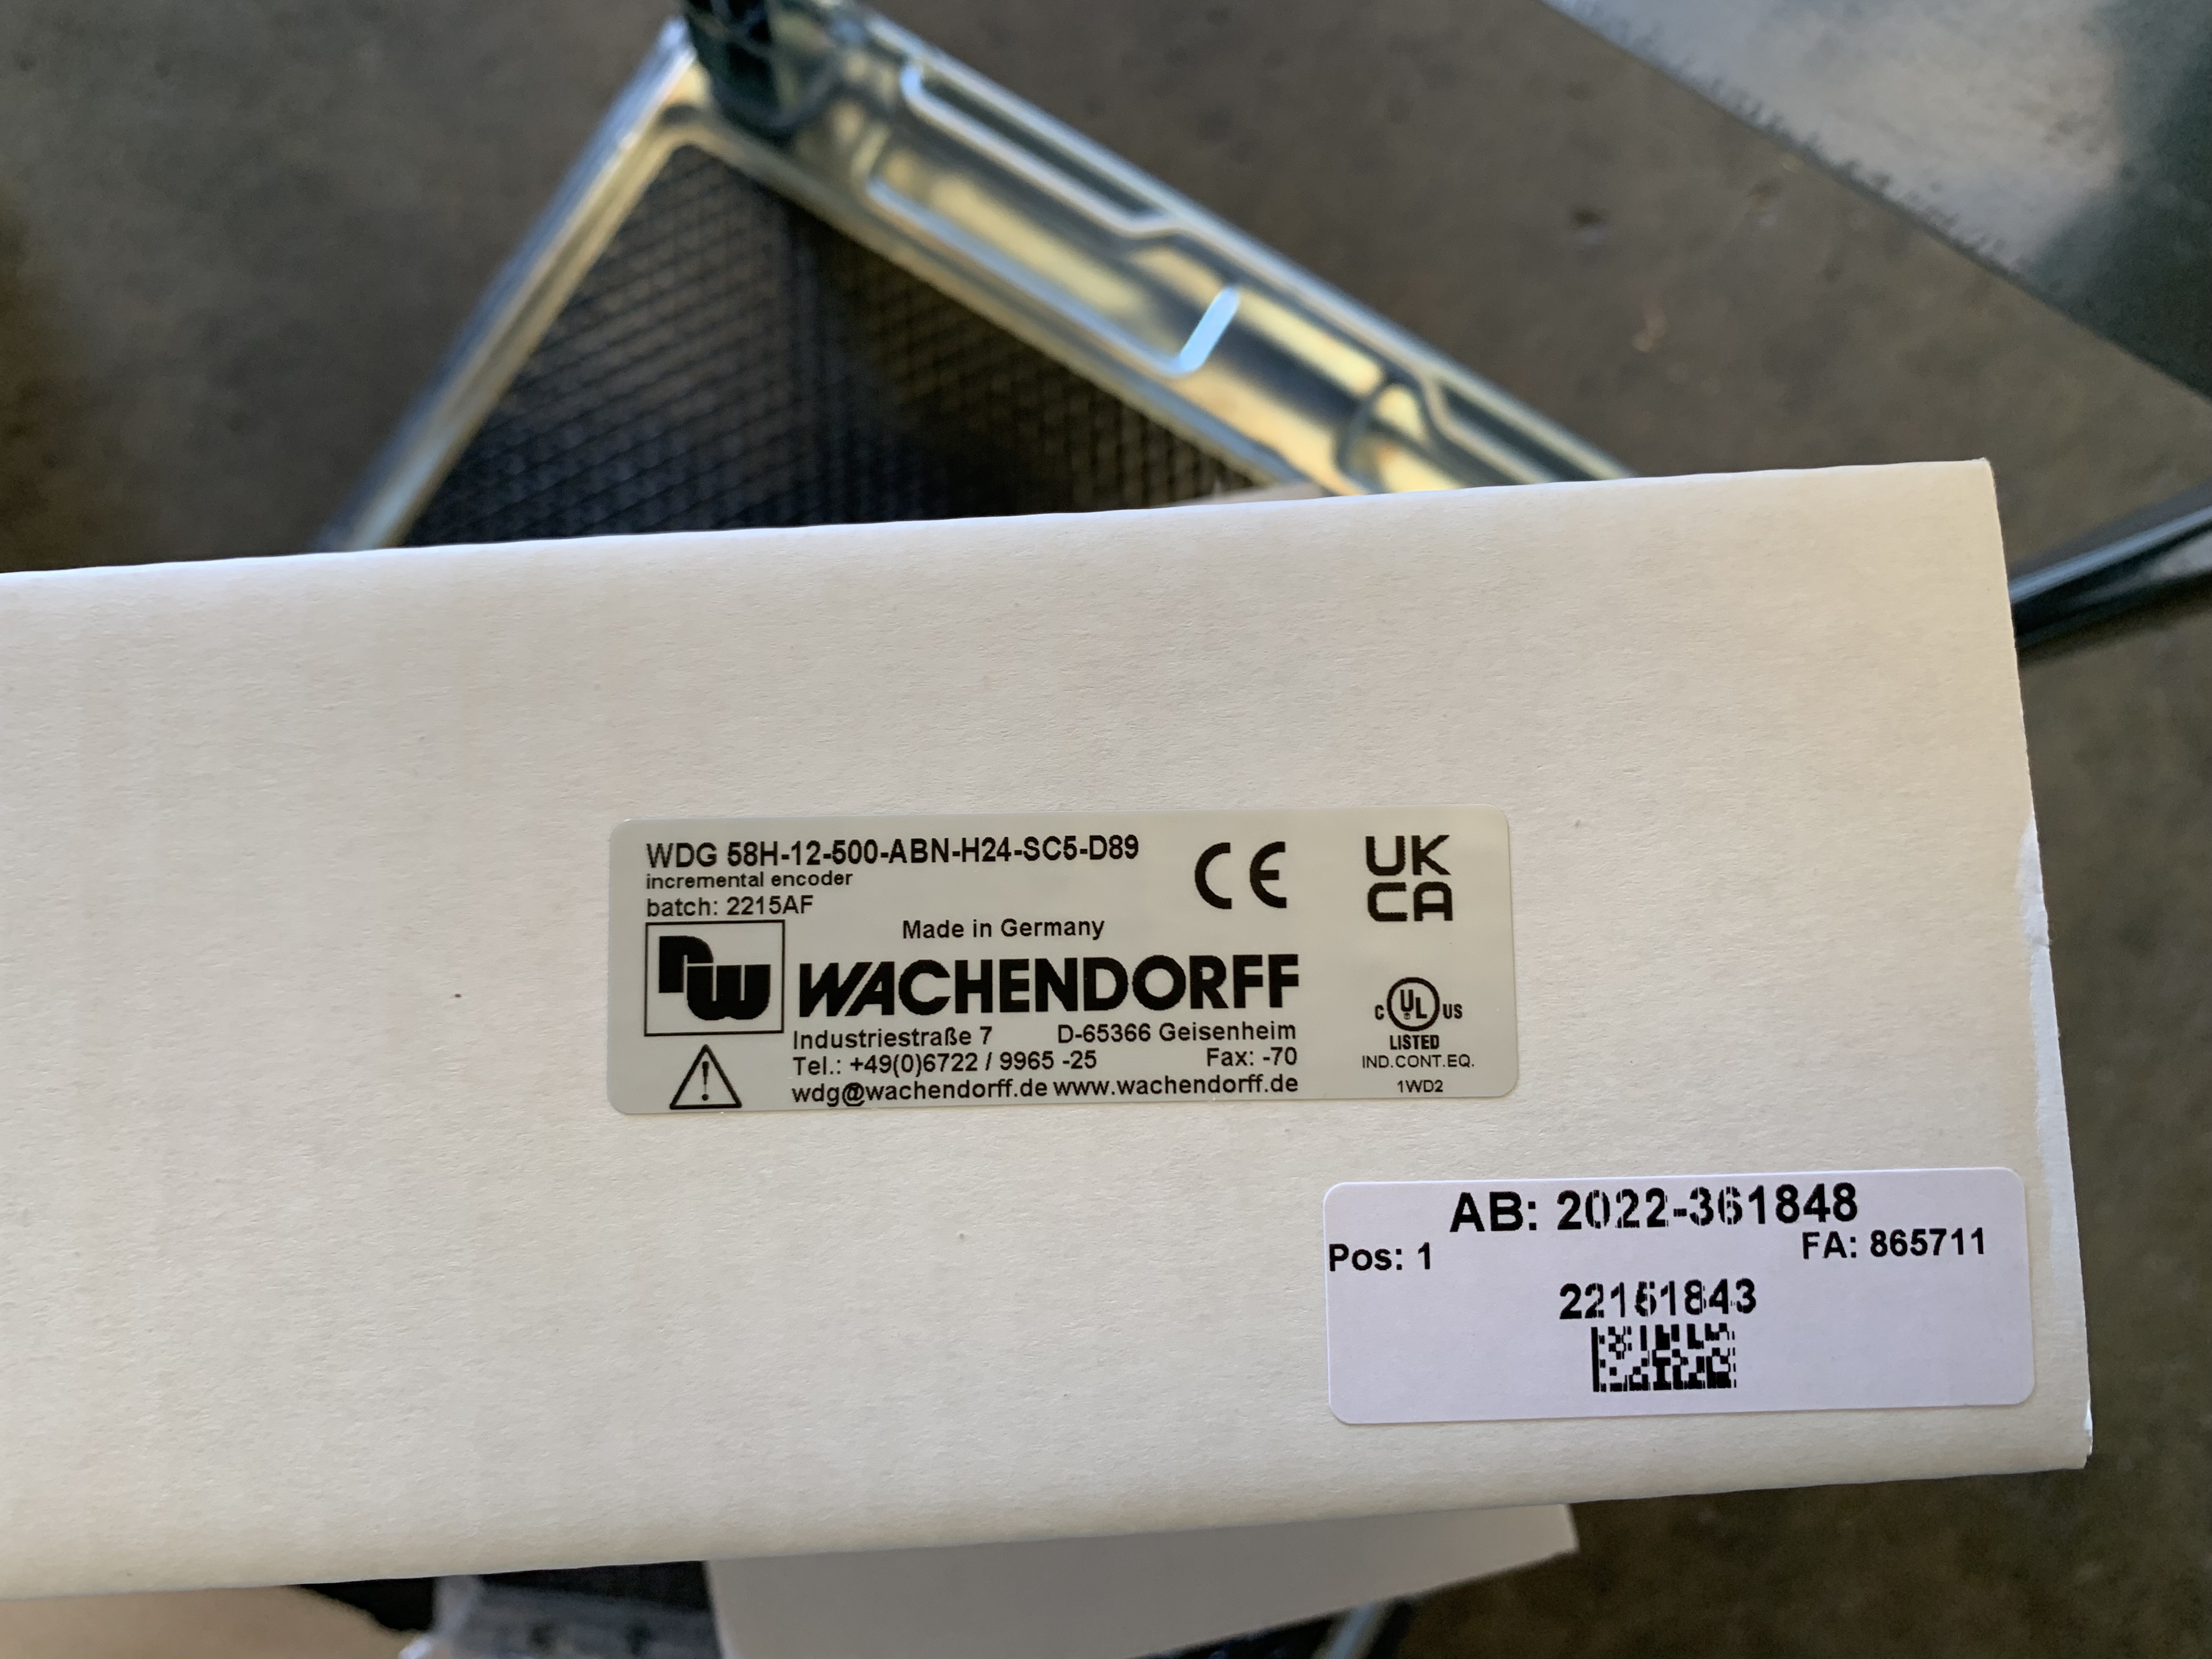 WDG 58H-12-500-ABN-H24-SC5-D89
incremental encoder
batch: 2215AF
CE
UK
CA
Made in Germany
WACHENDORFF
Industriestraße 7 D-65366 Geisenheim
Tel.: +49(0)6722 / 9965 -25 Fax: -70
wdg@wachendorff.de www.wachendorff.de
C UL US
LISTED
IND.CONT.EQ.
1WD2
AB: 2022-361848
Pos: 1 FA: 865711
22151843